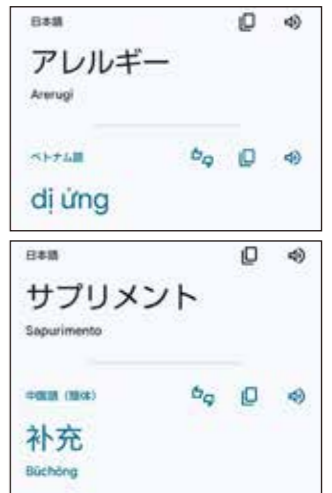 日本語
アレルギー
Arerugi
ベトナム語
dị ứng
日本語
サプリメント
Sapurimento
中国語（簡体）
补充
Bǔchōng